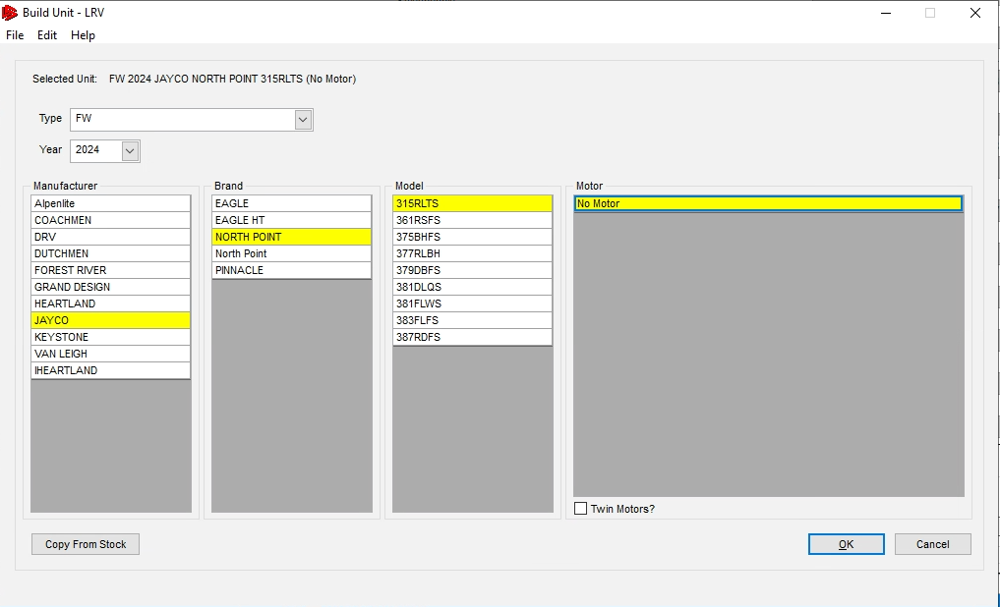 Build Unit - LRV
File Edit Help
Selected Unit: FW 2024 JAYCO NORTH POINT 315RLTS (No Motor)
Type FW
Year 2024
Manufacturer
Alpenlite
COACHMEN
DRV
DUTCHMEN
FOREST RIVER
GRAND DESIGN
HEARTLAND
JAYCO
KEYSTONE
VAN LEIGH
IHEARTLAND
Brand
EAGLE
EAGLE HT
NORTH POINT
North Point
PINNACLE
Model
315RLTS
361RSFS
375BHFS
377RLBH
379DBFS
381DLQS
381FLWS
383FLFS
387RDFS
Motor
No Motor
Twin Motors?
Copy From Stock
OK
Cancel